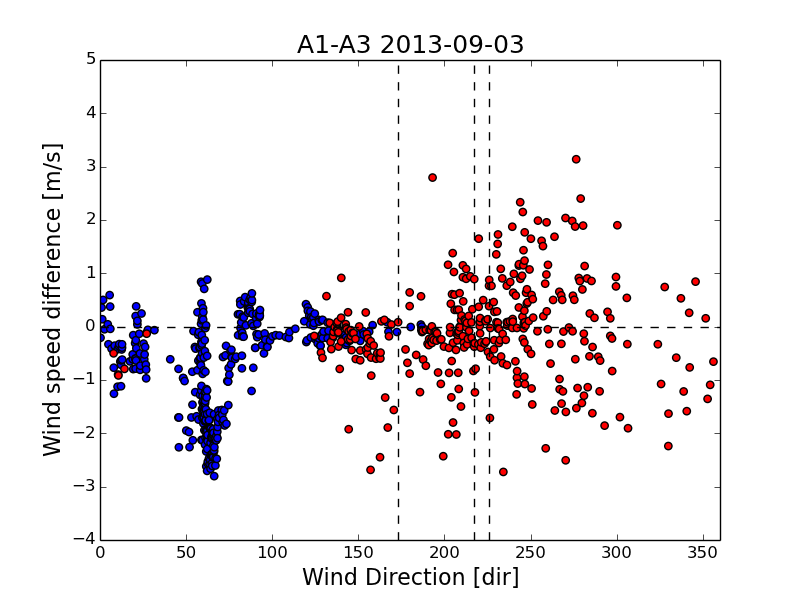 A1-A3 2013-09-03
5
4
3
2
1
0
−1
−2
−3
−4
Wind speed difference [m/s]
0 50 100 150 200 250 300 350
Wind Direction [dir]